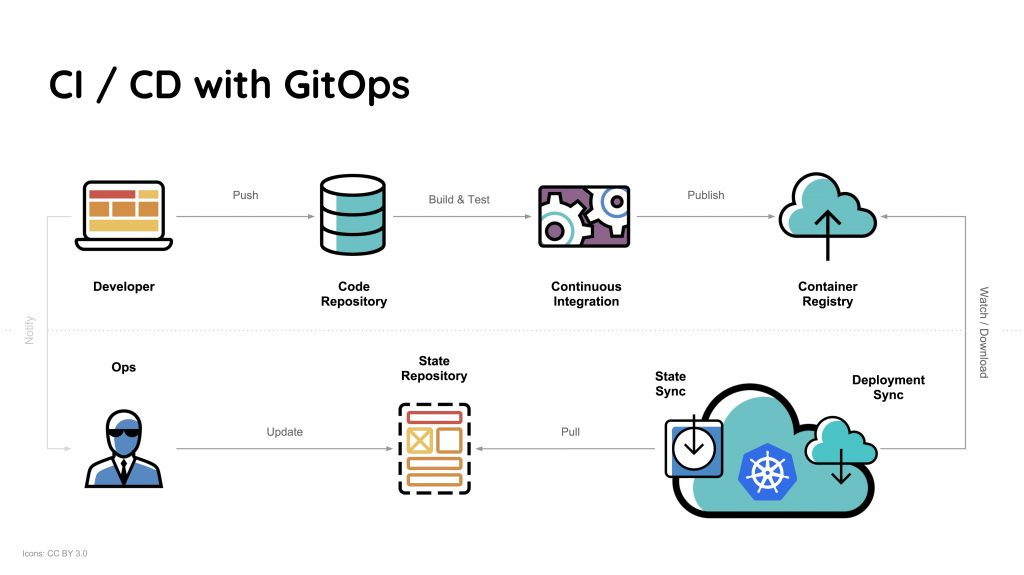 CI / CD with GitOps
Push
Build & Test
Publish
Developer
Code
Repository
Continuous
Integration
Container
Registry
Notify
Watch / Download
Ops
State
Repository
State
Sync
Deployment
Sync
Update
Pull
Icons: CC BY 3.0